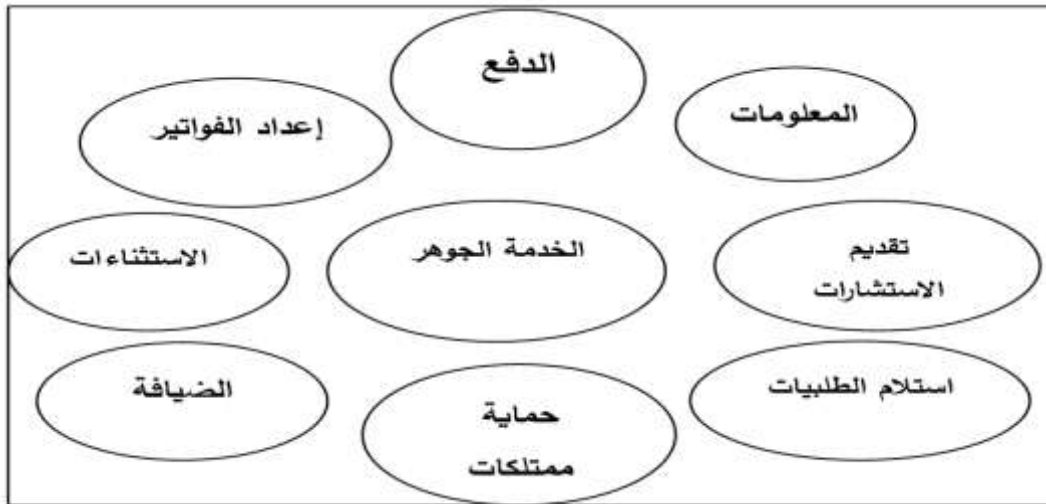 الدفع
المعلومات
إعداد الفواتير
تقديم
الاستشارات
الخدمة الجوهر
الاستثناءات
استلام الطلبيات
حماية
ممتلكات
الضيافة